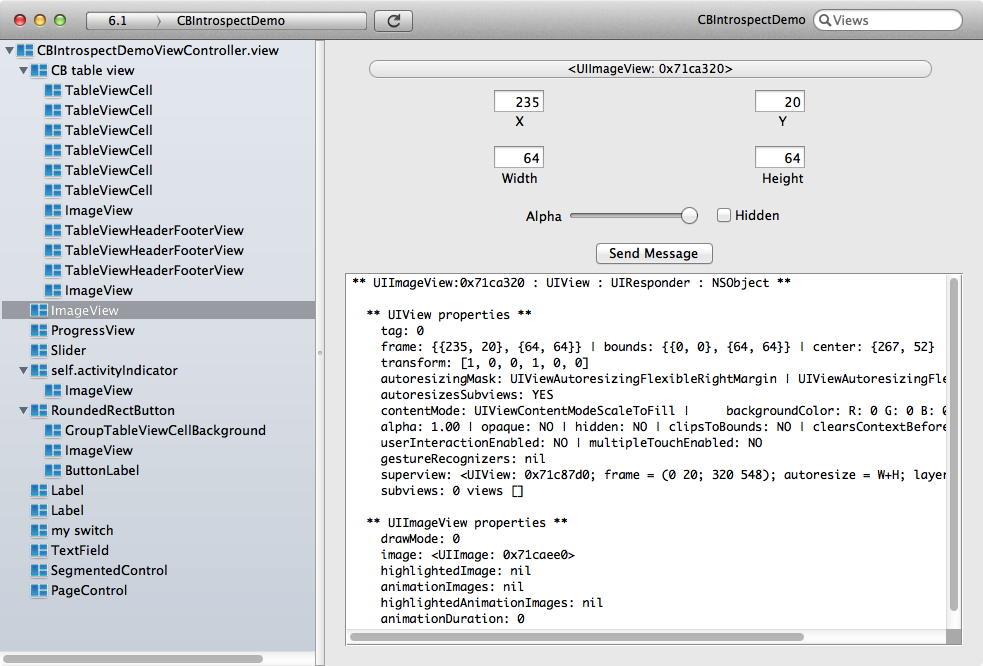 6.1 CBIntrospectDemo CBIntrospectDemo Views
CBIntrospectDemoViewController.view
CB table view
TableViewCell
TableViewCell
TableViewCell
TableViewCell
TableViewCell
TableViewCell
ImageView
TableViewHeaderFooterView
TableViewHeaderFooterView
TableViewHeaderFooterView
ImageView
ImageView
ProgressView
Slider
self.activityIndicator
ImageView
RoundedRectButton
GroupTableViewCellBackground
ImageView
ButtonLabel
Label
Label
my switch
TextField
SegmentedControl
PageControl
<UIImageView: 0x71ca320>
235 20
X Y
64 64
Width Height
Alpha Hidden
Send Message
** UIImageView:0x71ca320 : UIView : UIResponder : NSObject **
** UIView properties **
tag: 0
frame: {{235, 20}, {64, 64}} | bounds: {{0, 0}, {64, 64}} | center: {267, 52}
transform: [1, 0, 0, 1, 0, 0]
autoresizingMask: UIViewAutoresizingFlexibleRightMargin | UIViewAutoresizingFle
autoresizesSubviews: YES
contentMode: UIViewContentModeScaleToFill | backgroundColor: R: 0 G: 0 B: 0
alpha: 1.00 | opaque: NO | hidden: NO | clipsToBounds: NO | clearsContextBefore
userInteractionEnabled: NO | multipleTouchEnabled: NO
gestureRecognizers: nil
superview: <UIView: 0x71c87d0; frame = (0 20; 320 548); autoresize = W+H; layer
subviews: 0 views []
** UIImageView properties **
drawMode: 0
image: <UIImage: 0x71caee0>
highlightedImage: nil
animationImages: nil
highlightedAnimationImages: nil
animationDuration: 0